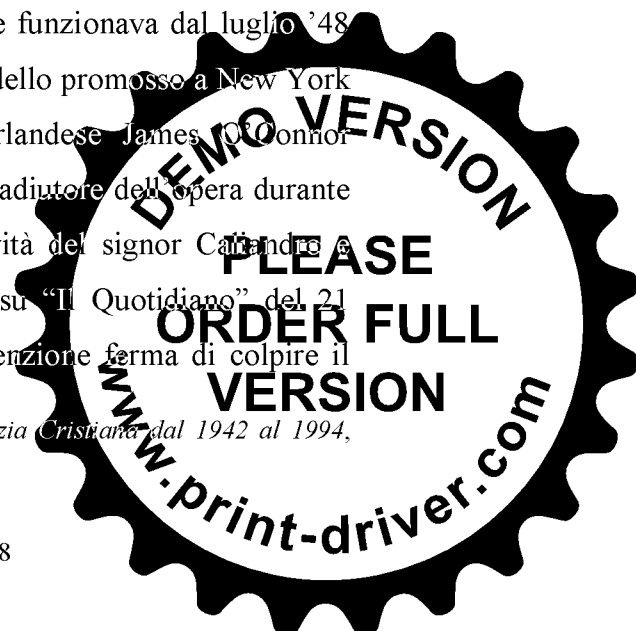 e funzionava dal luglio ’48
dello promosso a New York
rlandese James O’Connor
adiutore dell’opera durante
vità del signor Caliandro e
su “Il Quotidiano” del 21
enzione ferma di colpire il
zia Cristiana dal 1942 al 1994,
8
DEMO VERSION
PLEASE
ORDER FULL
VERSION
www.print-driver.com